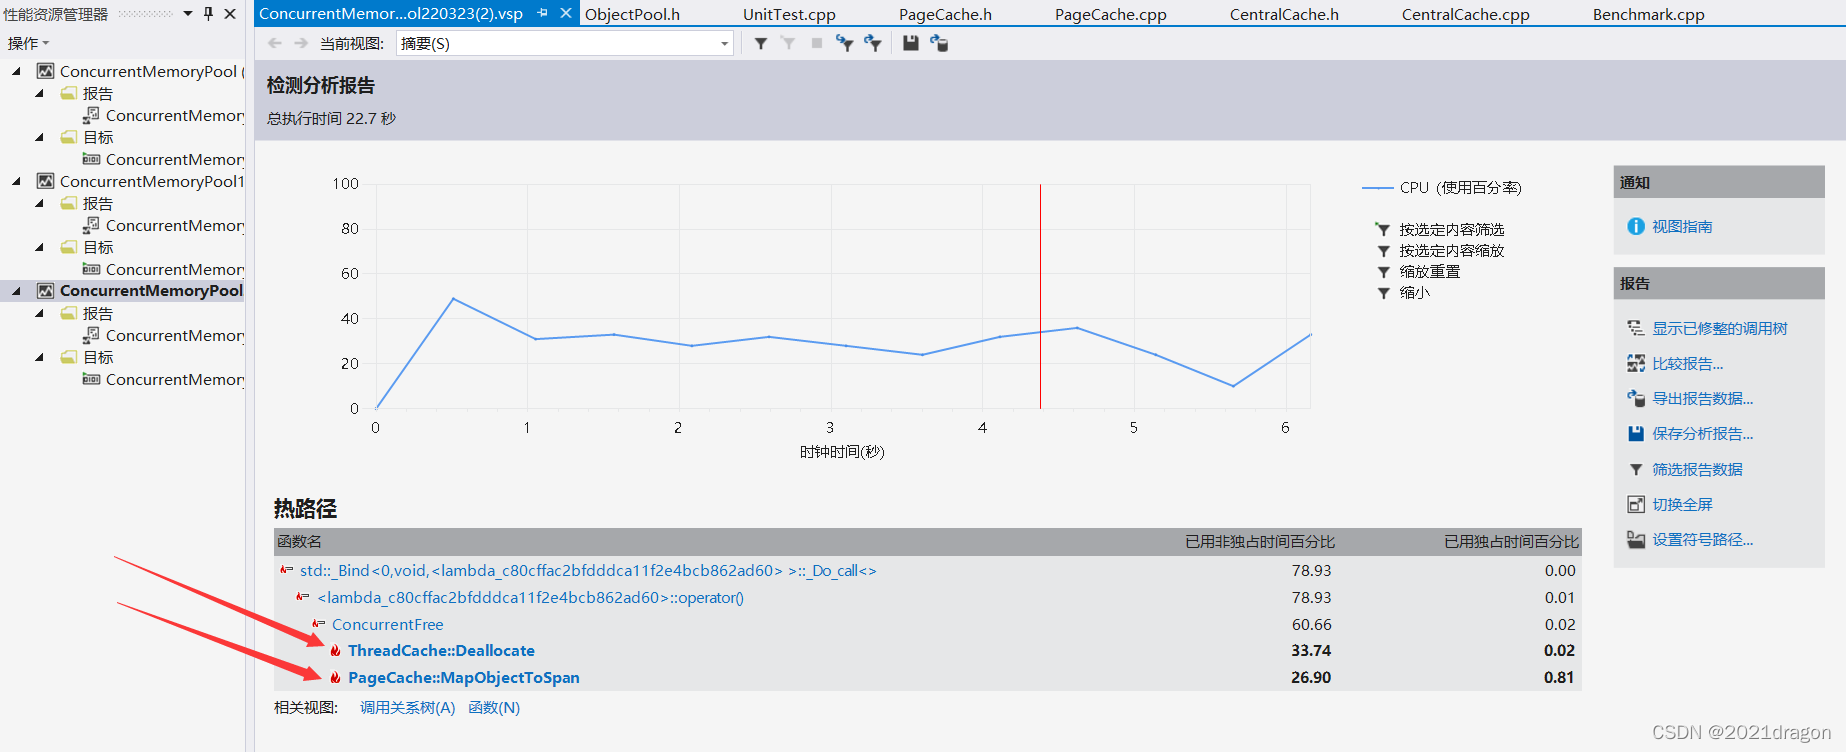 性能资源管理器
操作
ConcurrentMemoryPool (
报告
ConcurrentMemory
目标
ConcurrentMemory
ConcurrentMemoryPool1
报告
ConcurrentMemory
目标
ConcurrentMemory
ConcurrentMemoryPool
报告
ConcurrentMemory
目标
ConcurrentMemory
ConcurrentMemor...ol220323(2).vsp ObjectPool.h UnitTest.cpp PageCache.h PageCache.cpp CentralCache.h CentralCache.cpp Benchmark.cpp
当前视图: 摘要(S)
检测分析报告
总执行时间 22.7 秒
100
80
60
40
20
0
0 1 2 3 4 5 6
时钟时间(秒)
CPU (使用百分率)
按选定内容筛选
按选定内容缩放
缩放重置
缩小
热路径
函数名 已用非独占时间百分比 已用独占时间百分比
std::_Bind<0,void,<lambda_c80cffac2bfdddca11f2e4bcb862ad60> >::_Do_call<> 78.93 0.00
<lambda_c80cffac2bfdddca11f2e4bcb862ad60>::operator() 78.93 0.01
ConcurrentFree 60.66 0.02
ThreadCache::Deallocate 33.74 0.02
PageCache::MapObjectToSpan 26.90 0.81
相关视图: 调用关系树(A) 函数(N)
通知
视图指南
报告
显示已修整的调用树
比较报告...
导出报告数据...
保存分析报告...
筛选报告数据
切换全屏
设置符号路径...
CSDN @2021dragon